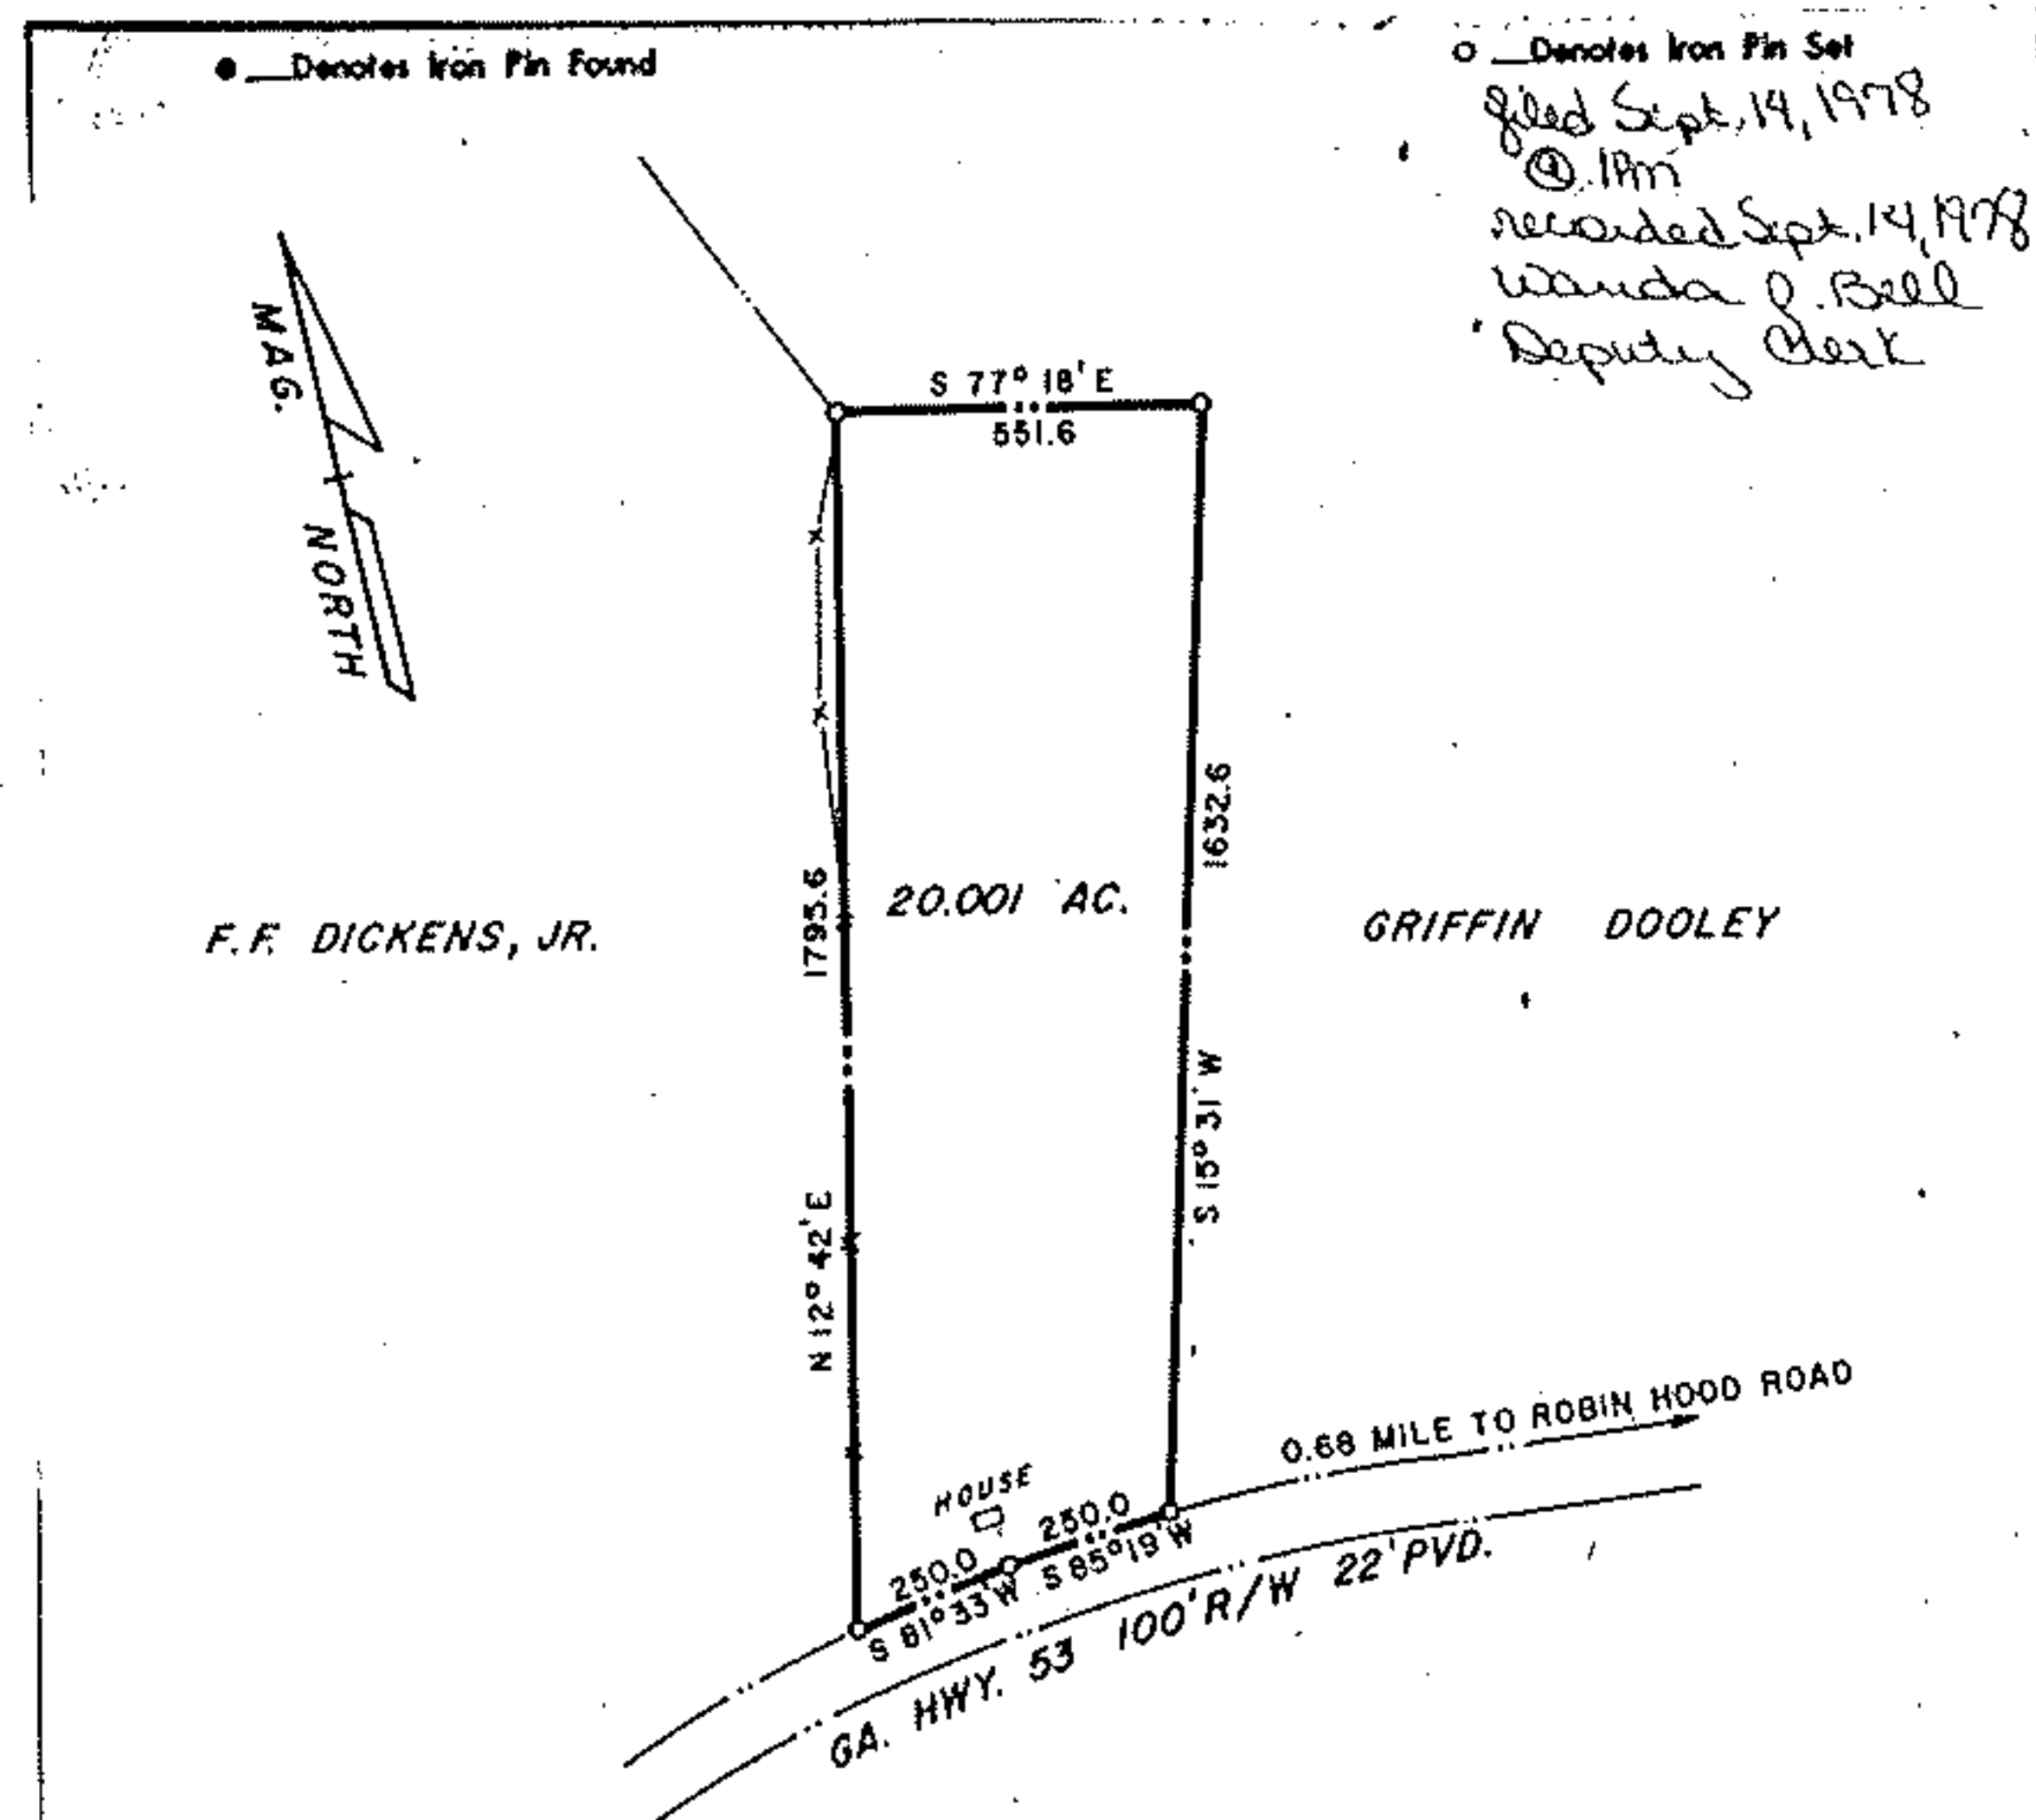 ● __Denotes Iron Pin Found
○ __Denotes Iron Pin Set
filed Sept. 14, 1978
@ 1Pm
recorded Sept. 14, 1978
Wanda J. Bell
Deputy Clerk
MAG. NORTH
S 77° 18' E
551.6
1632.6
S 15° 31' W
1795.6
N 12° 42' E
20.001 AC.
F.F. DICKENS, JR.
GRIFFIN DOOLEY
0.68 MILE TO ROBIN HOOD ROAD
HOUSE
250.0
250.0
S 81° 33' W
S 85° 19' W
GA. HWY. 53 100' R/W 22' PVD.